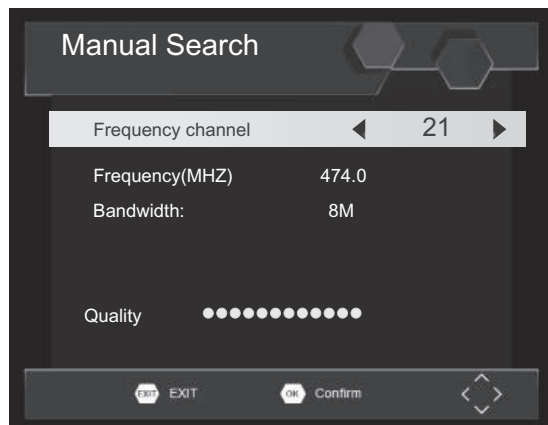 Manual Search
Frequency channel 21
Frequency(MHZ) 474.0
Bandwidth: 8M
Quality
EXIT EXIT OK Confirm